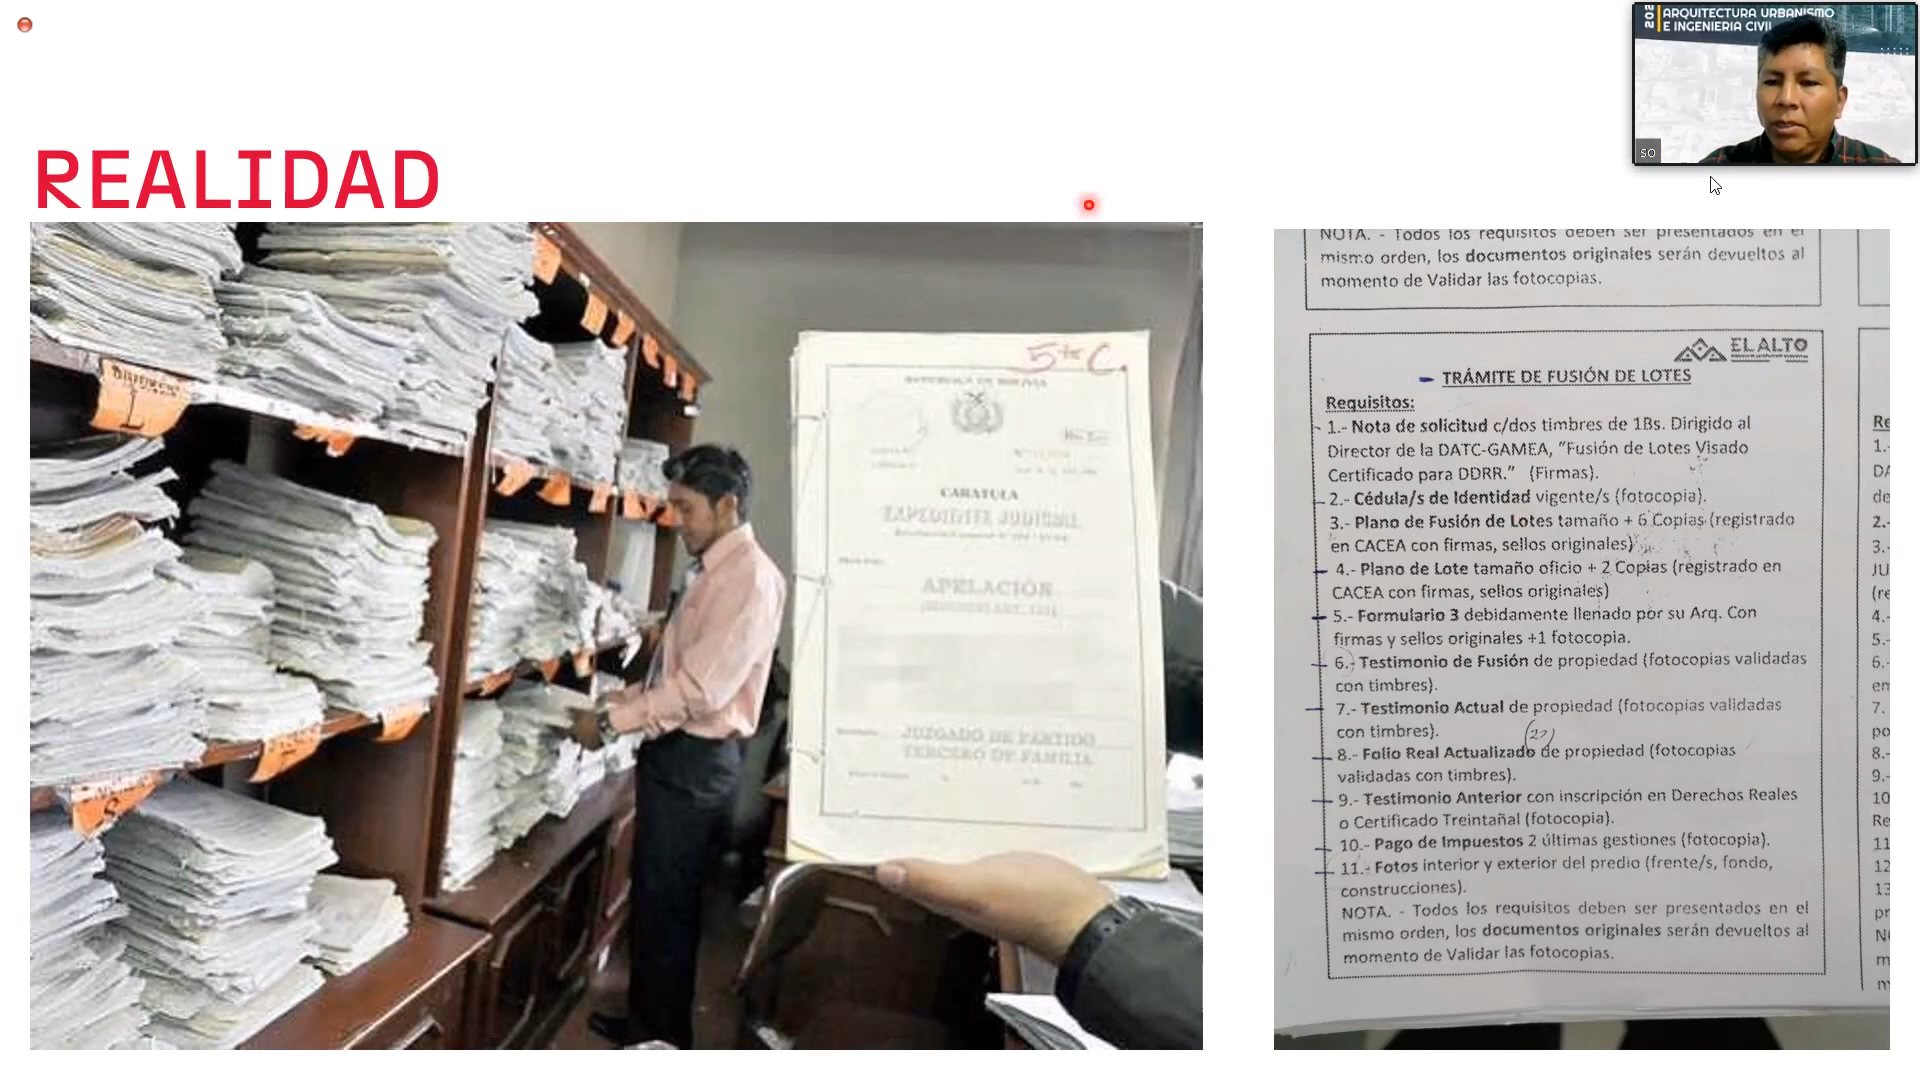 202 ARQUITECTURA URBANISMO
E INGENIERIA CIVIL
SO
REALIDAD
5to C.
REPUBLICA DE BOLIVIA
CARATULA
EXPEDIENTE JUDICIAL
APELACIÓN
JUZGADO DE PARTIDO
TERCERO DE FAMILIA
NOTA. - Todos los requisitos deben ser presentados en el
mismo orden, los documentos originales serán devueltos al
momento de Validar las fotocopias.
EL ALTO
TRÁMITE DE FUSIÓN DE LOTES
Requisitos:
1.- Nota de solicitud c/dos timbres de 1Bs. Dirigido al
Director de la DATC-GAMEA, “Fusión de Lotes Visado
Certificado para DDRR.” (Firmas).
2.- Cédula/s de Identidad vigente/s (fotocopia).
3.- Plano de Fusión de Lotes tamaño + 6 Copias (registrado
en CACEA con firmas, sellos originales)
4.- Plano de Lote tamaño oficio + 2 Copias (registrado en
CACEA con firmas, sellos originales)
5.- Formulario 3 debidamente llenado por su Arq. Con
firmas y sellos originales +1 fotocopia.
6.- Testimonio de Fusión de propiedad (fotocopias validadas
con timbres).
7.- Testimonio Actual de propiedad (fotocopias validadas
con timbres).
8.- Folio Real Actualizado de propiedad (fotocopias
validadas con timbres).
9.- Testimonio Anterior con inscripción en Derechos Reales
o Certificado Treintañal (fotocopia).
10.- Pago de Impuestos 2 últimas gestiones (fotocopia).
11.- Fotos interior y exterior del predio (frente/s, fondo,
construcciones).
NOTA. - Todos los requisitos deben ser presentados en el
mismo orden, los documentos originales serán devueltos al
momento de Validar las fotocopias.